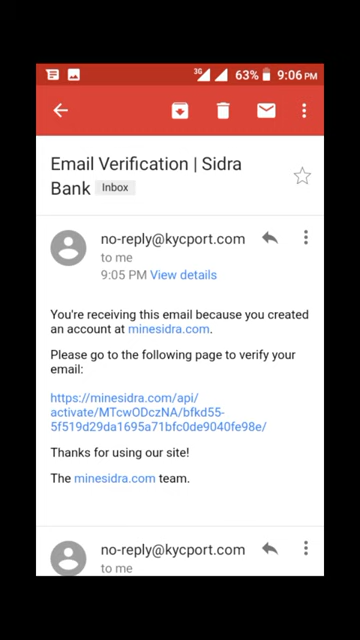 3G 63% 9:06 PM
Email Verification | Sidra
Bank Inbox
no-reply@kycport.com
to me
9:05 PM View details
You're receiving this email because you created
an account at minesidra.com.
Please go to the following page to verify your
email:
https://minesidra.com/api/
activate/MTcwODczNA/bfkd55-
5f519d29da1695a71bfc0de9040fe98e/
Thanks for using our site!
The minesidra.com team.
no-reply@kycport.com
to me